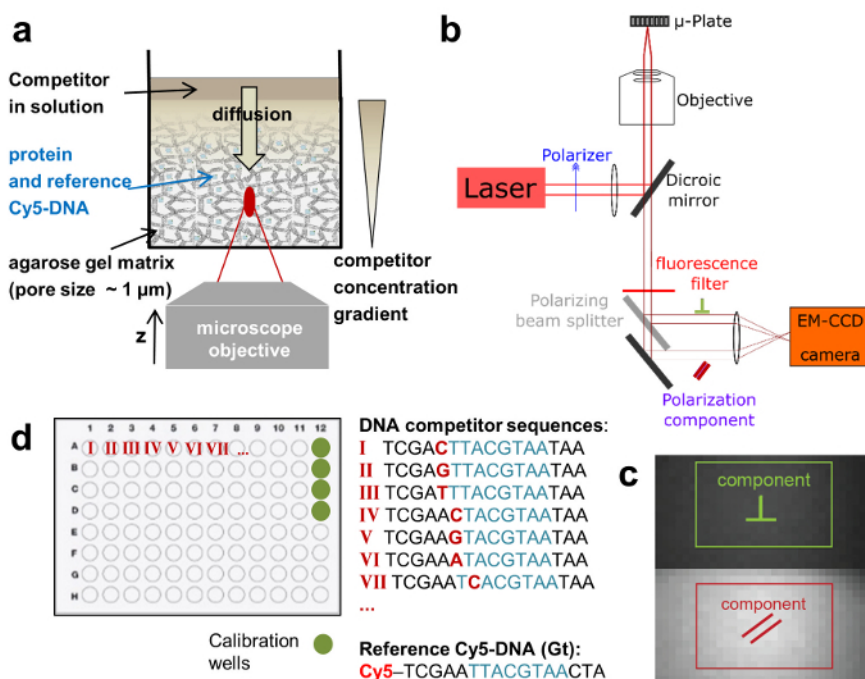 a
Competitor
in solution
diffusion
protein
and reference
Cy5-DNA
agarose gel matrix
(pore size ~ 1 µm)
competitor
concentration
gradient
z
microscope
objective
b
µ-Plate
Objective
Polarizer
Laser
Dicroic
mirror
fluorescence
filter
Polarizing
beam splitter
EM-CCD
camera
Polarization
component
d
1 2 3 4 5 6 7 8 9 10 11 12
A I II III IV V VI VII ...
B
C
D
E
F
G
H
Calibration
wells
DNA competitor sequences:
I TCGACTTACGTAATAA
II TCGAGTTACGTAATAA
III TCGATTTACGTAATAA
IV TCGAACTACGTAATAA
V TCGAAGTACGTAATAA
VI TCGAAATACGTAATAA
VII TCGAATCACGTAATAA
...
Reference Cy5-DNA (Gt):
Cy5–TCGAATTACGTAACTA
c
component
⊥
component
//